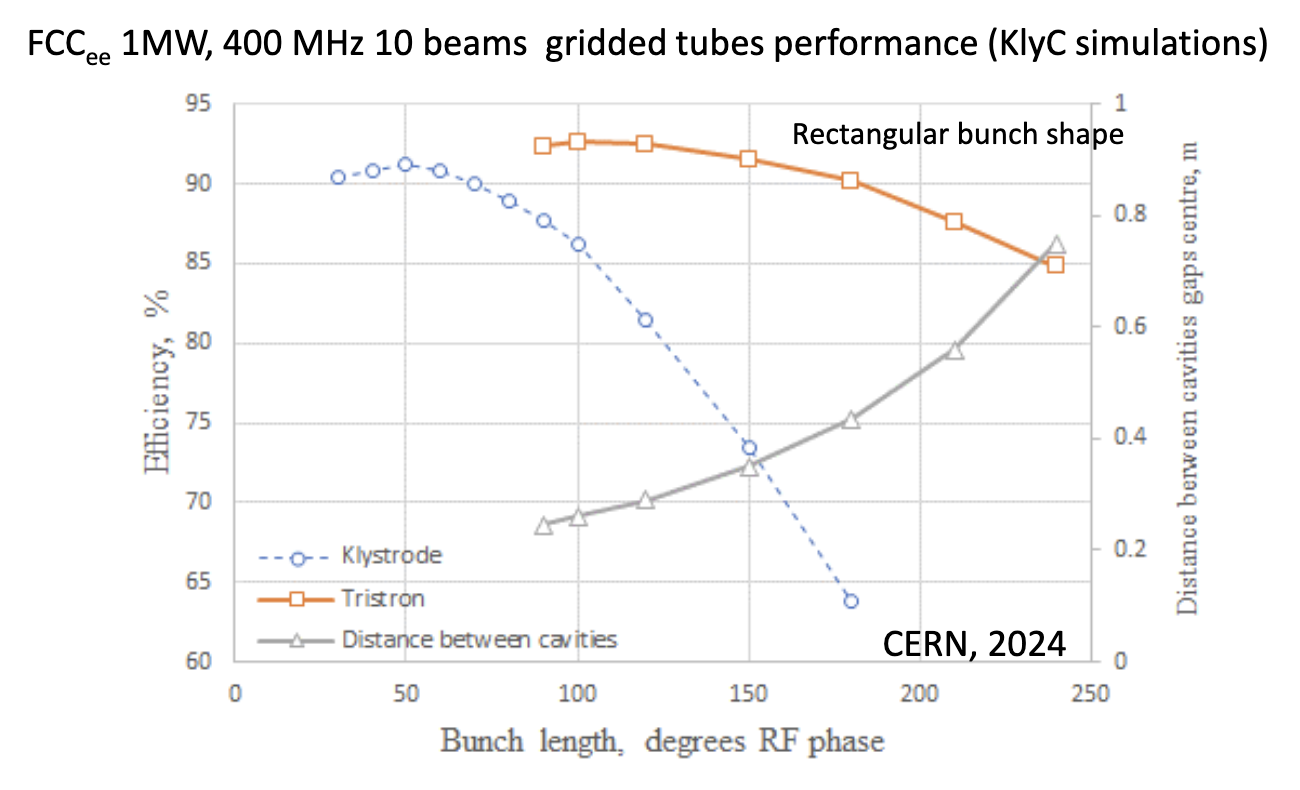 FCCee 1MW, 400 MHz 10 beams gridded tubes performance (KlyC simulations)
95
90
85
80
75
70
65
60
Efficiency, %
1
0.8
0.6
0.4
0.2
0
Distance between cavities gaps centre, m
Rectangular bunch shape
Klystrode
Tristron
Distance between cavities
CERN, 2024
0 50 100 150 200 250
Bunch length, degrees RF phase